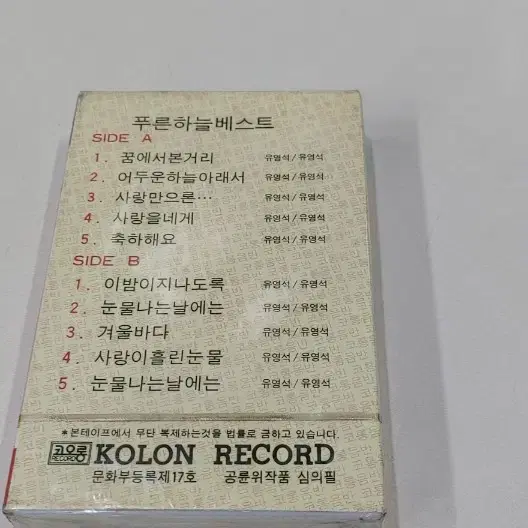 푸른하늘베스트
SIDE A
1. 꿈에서본거리 유영석/유영석
2. 어두운하늘아래서 유영석/유영석
3. 사랑만으론··· 유영석/유영석
4. 사랑을네게 유영석/유영석
5. 축하해요 유영석/유영석
SIDE B
1. 이밤이지나도록 유영석/유영석
2. 눈물나는날에는 유영석/유영석
3. 겨울바다 유영석/유영석
4. 사랑이흘린눈물 유영석/유영석
5. 눈물나는날에는 유영석/유영석
*본테이프에서 무단 복제하는것을 법률로 금하고 있습니다.
코오롱 RECORD KOLON RECORD
문화부등록제17호 공륜위작품 심의필